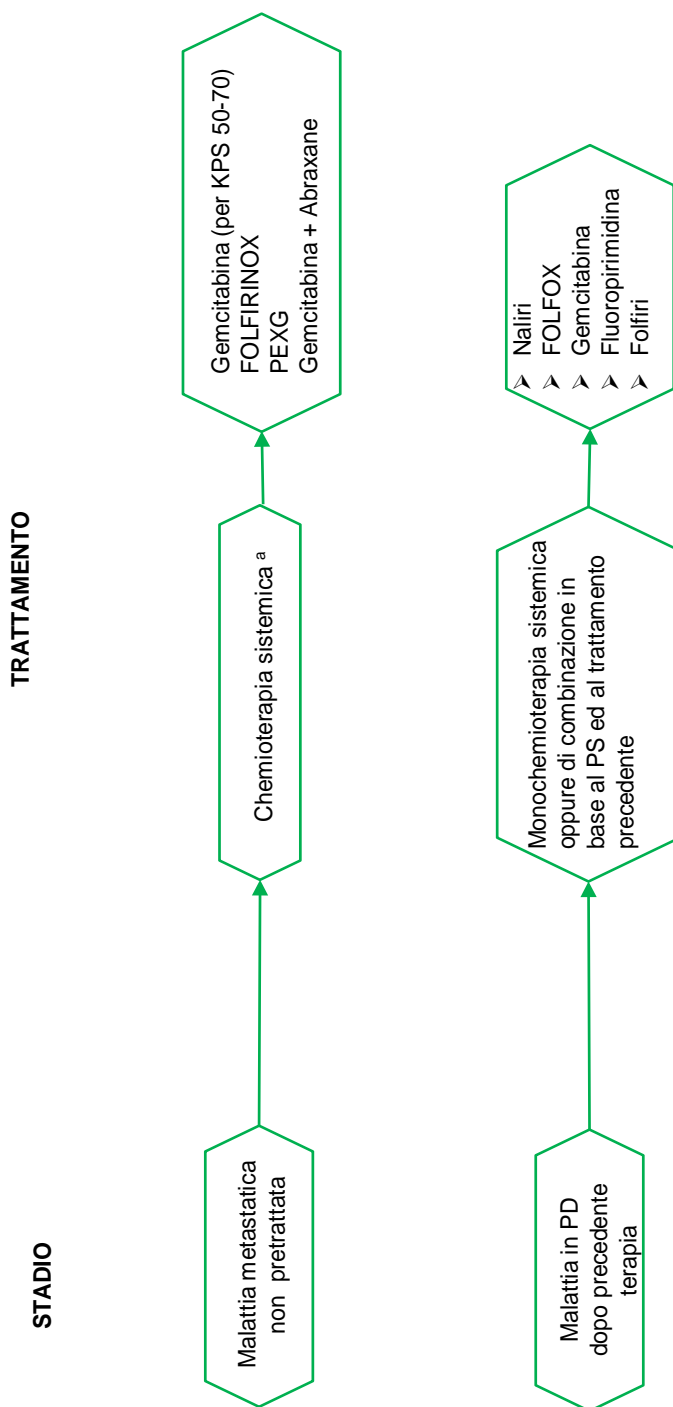 STADIO
TRATTAMENTO
Malattia metastatica
non pretrattata
Chemioterapia sistemica a
Gemcitabina (per KPS 50-70)
FOLFIRINOX
PEXG
Gemcitabina + Abraxane
Malattia in PD
dopo precedente
terapia
Monochemioterapia sistemica
oppure di combinazione in
base al PS ed al trattamento
precedente
➢ Naliri
➢ FOLFOX
➢ Gemcitabina
➢ Fluoropirimidina
➢ Folfiri